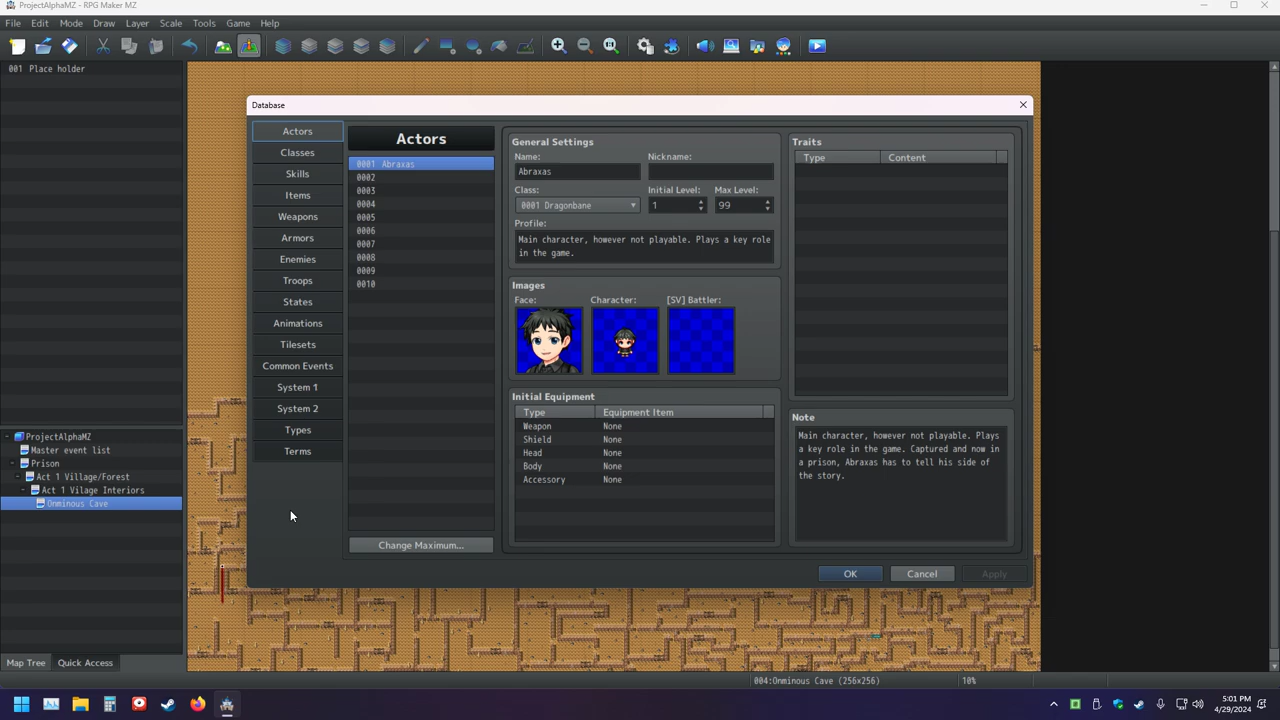 ProjectAlphaMZ - RPG Maker MZ
File Edit Mode Draw Layer Scale Tools Game Help
001 Place holder
Database
Actors
Classes
Skills
Items
Weapons
Armors
Enemies
Troops
States
Animations
Tilesets
Common Events
System 1
System 2
Types
Terms
Actors
0001 Abraxas
0002
0003
0004
0005
0006
0007
0008
0009
0010
Change Maximum...
General Settings
Name: Nickname:
Abraxas
Class: Initial Level: Max Level:
0001 Dragonbane 1 99
Profile:
Main character, however not playable. Plays a key role
in the game.
Images
Face: Character: [SV] Battler:
Initial Equipment
Type Equipment Item
Weapon None
Shield None
Head None
Body None
Accessory None
Traits
Type Content
Note
Main character, however not playable. Plays
a key role in the game. Captured and now in
a prison, Abraxas has to tell his side of
the story.
OK Cancel Apply
ProjectAlphaMZ
Master event list
Prison
Act 1 Village/Forest
Act 1 Vilage Interiors
Onminous Cave
Map Tree Quick Access
004:Onminous Cave (256x256) 10%
5:01 PM
4/29/2024